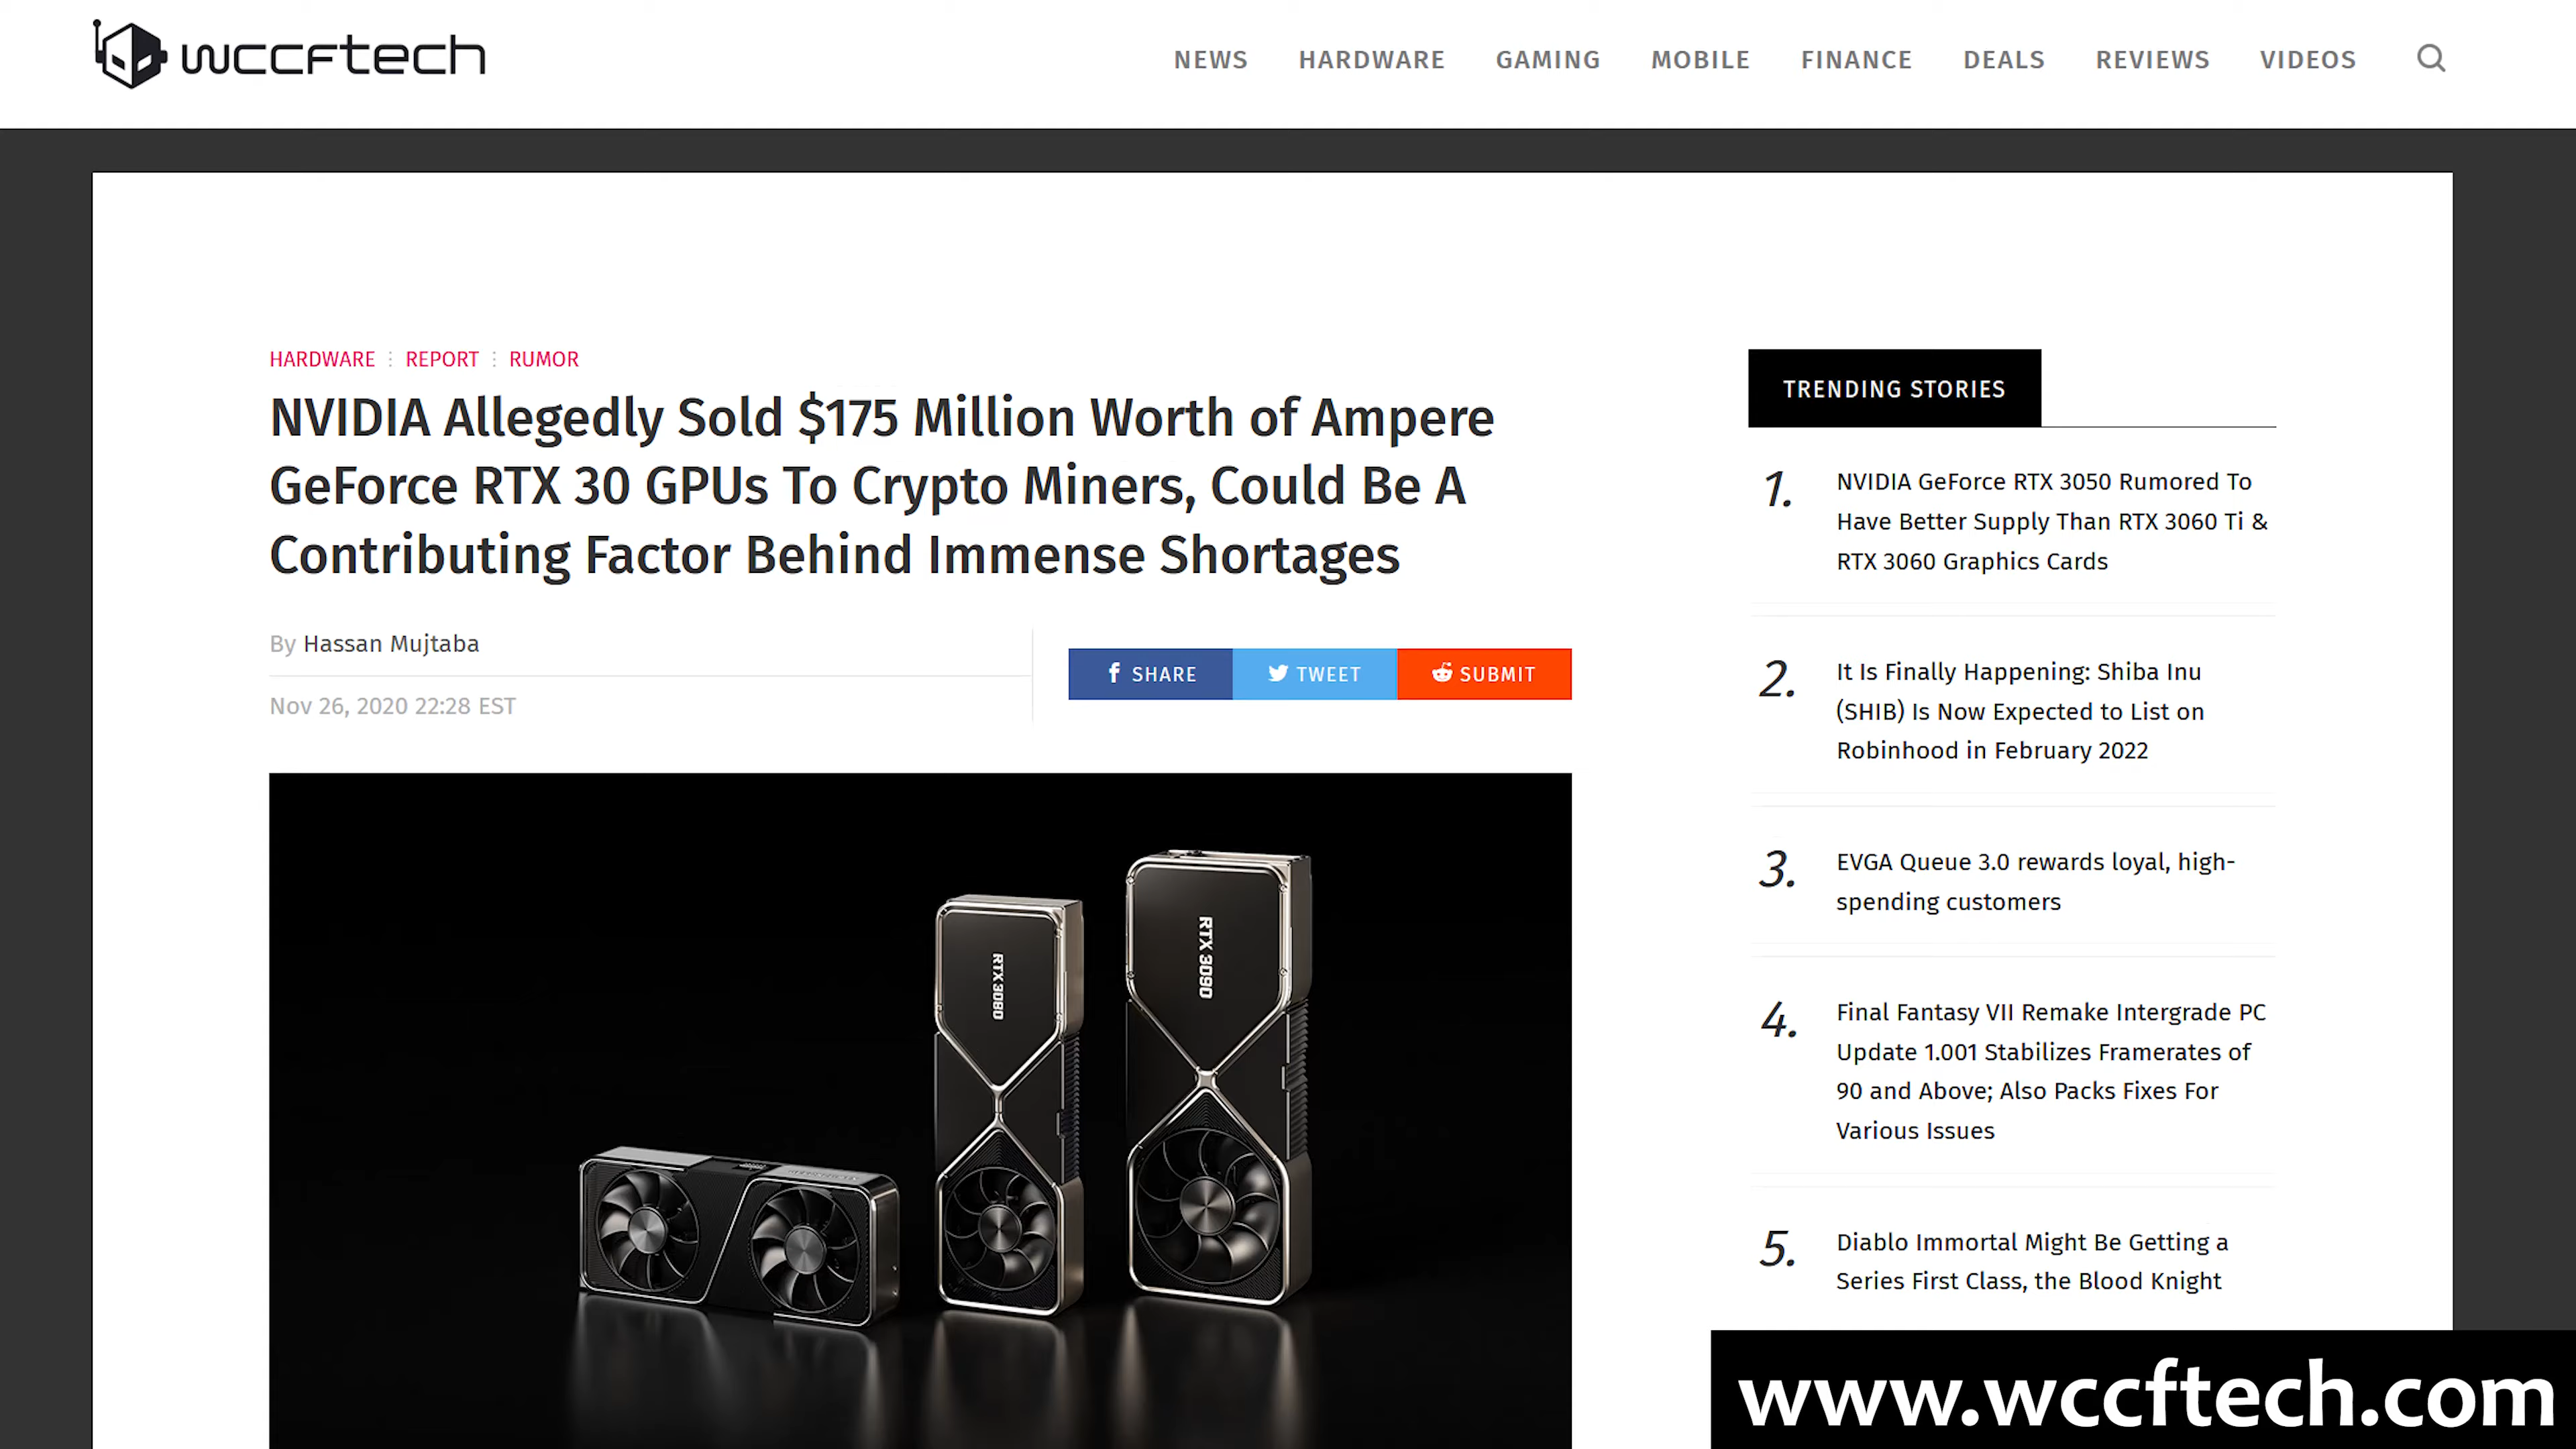 wccftech
NEWS HARDWARE GAMING MOBILE FINANCE DEALS REVIEWS VIDEOS
HARDWARE REPORT RUMOR
NVIDIA Allegedly Sold $175 Million Worth of Ampere
GeForce RTX 30 GPUs To Crypto Miners, Could Be A
Contributing Factor Behind Immense Shortages
By Hassan Mujtaba
Nov 26, 2020 22:28 EST
SHARE TWEET SUBMIT
RTX 3080
RTX 3090
TRENDING STORIES
1. NVIDIA GeForce RTX 3050 Rumored To
Have Better Supply Than RTX 3060 Ti &
RTX 3060 Graphics Cards
2. It Is Finally Happening: Shiba Inu
(SHIB) Is Now Expected to List on
Robinhood in February 2022
3. EVGA Queue 3.0 rewards loyal, high-
spending customers
4. Final Fantasy VII Remake Intergrade PC
Update 1.001 Stabilizes Framerates of
90 and Above; Also Packs Fixes For
Various Issues
5. Diablo Immortal Might Be Getting a
Series First Class, the Blood Knight
www.wccftech.com